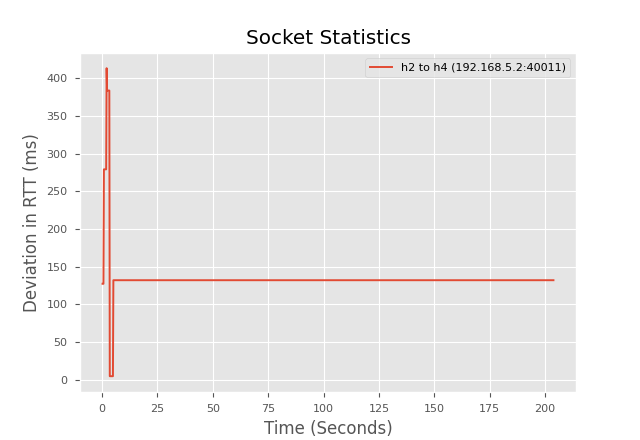 Socket Statistics
h2 to h4 (192.168.5.2:40011)
Deviation in RTT (ms)
400
350
300
250
200
150
100
50
0
0 25 50 75 100 125 150 175 200
Time (Seconds)